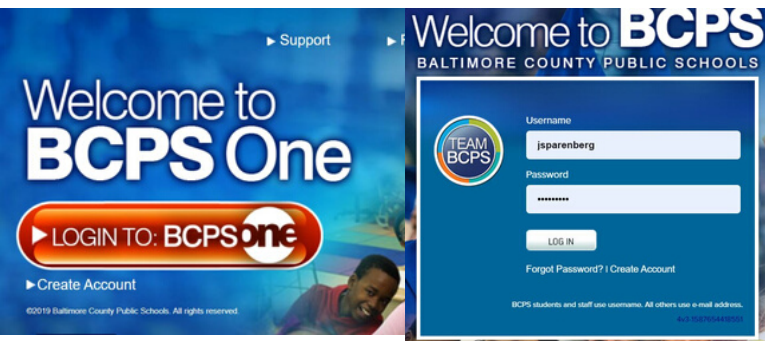 ▶ Support
Welcome to
BCPS One
▶ LOGIN TO: BCPSone
▶Create Account
©2019 Baltimore County Public Schools. All rights reserved.
Welcome to BCPS
BALTIMORE COUNTY PUBLIC SCHOOLS
TEAM
BCPS
Username
jsparenberg
Password
•••••••••
LOG IN
Forgot Password? | Create Account
BCPS students and staff use username. All others use e-mail address.